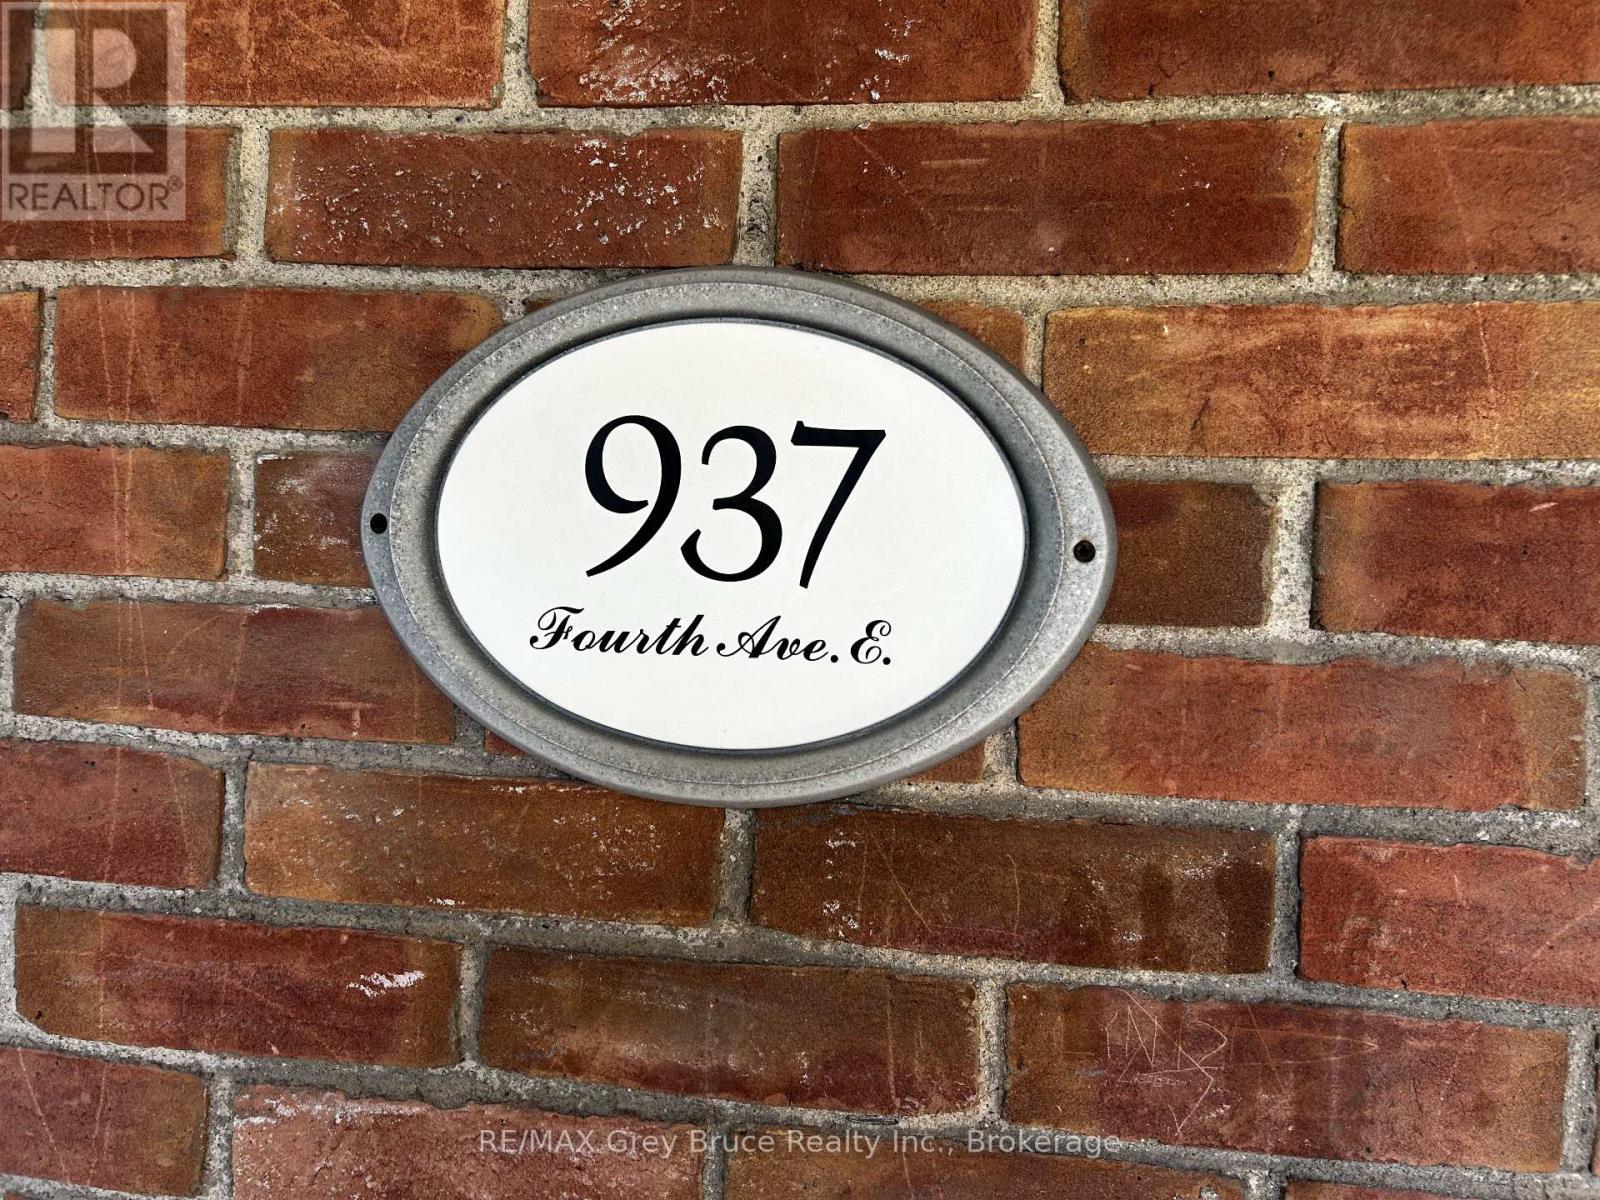 REALTOR®
937
Fourth Ave. E.
RE/MAX Grey Bruce Realty Inc., Brokerage